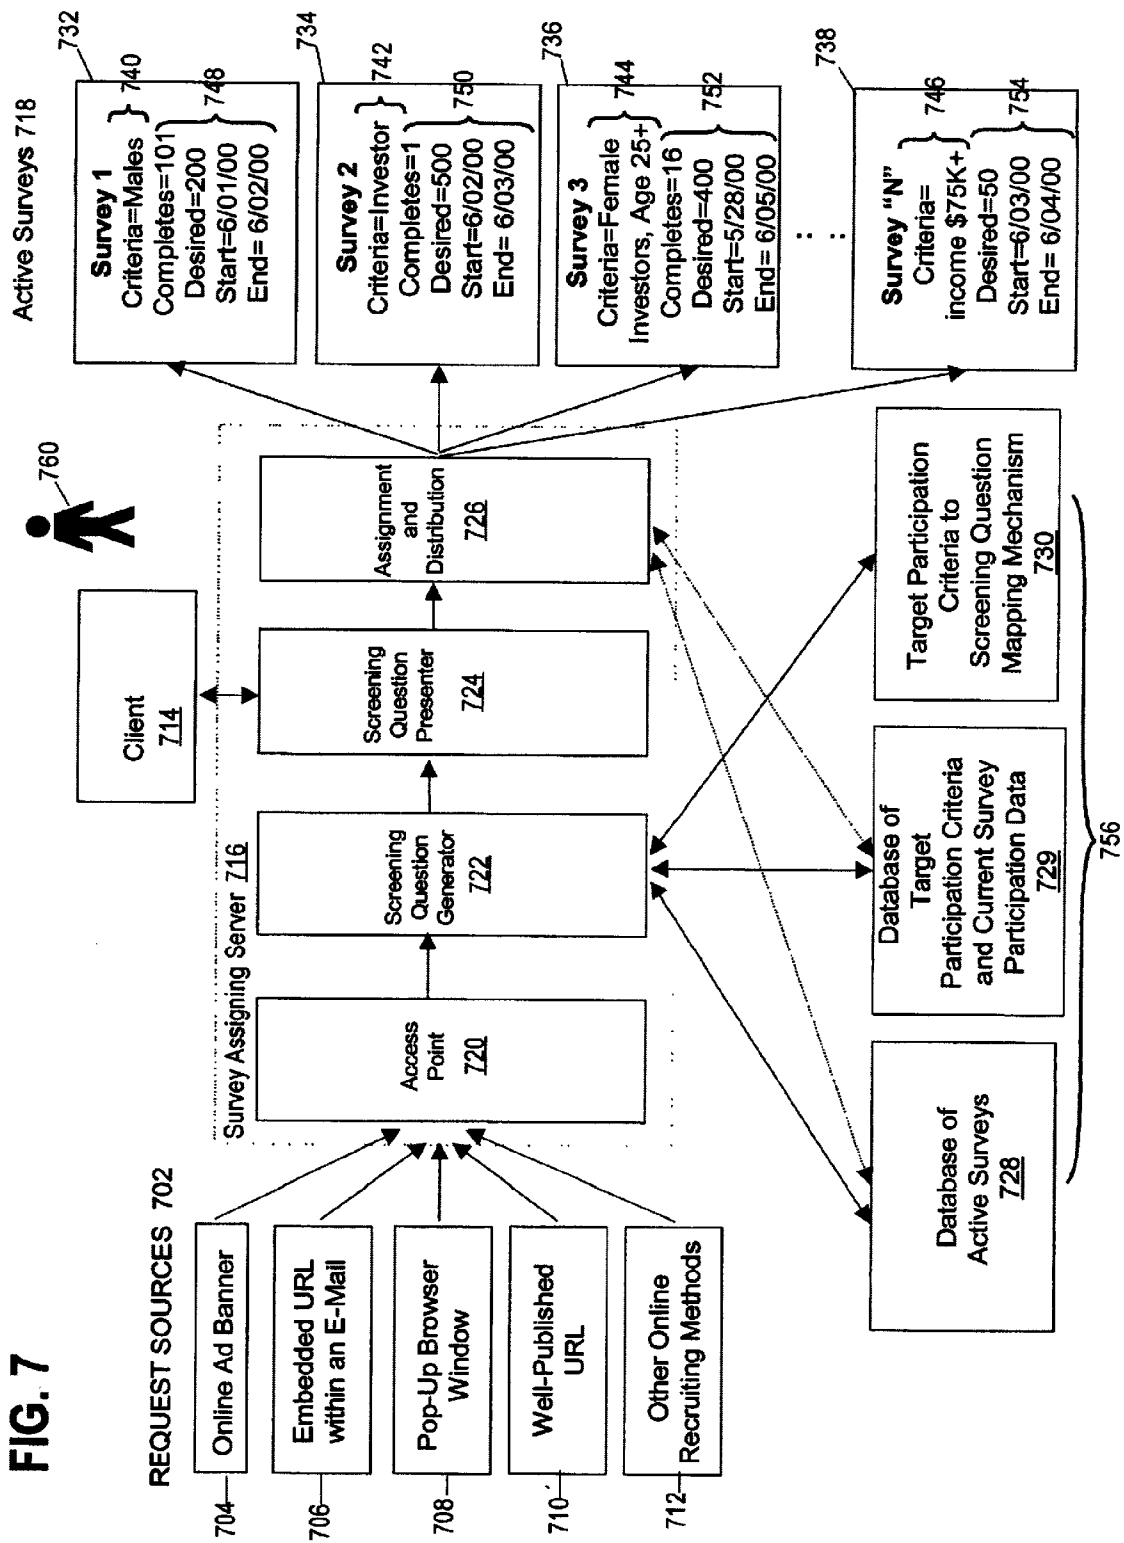 FIG. 7
REQUEST SOURCES 702
704
Online Ad Banner
706
Embedded URL
within an E-Mail
708
Pop-Up Browser
Window
710
Well-Published
URL
712
Other Online
Recruiting Methods
Survey Assigning Server 716
Access
Point
720
Screening
Question
Generator
722
Screening
Question
Presenter
724
Assignment
and
Distribution
726
Client
714
760
Active Surveys 718
732
Survey 1
Criteria=Males
740
Completes=101
Desired=200
Start=6/01/00
End= 6/02/00
748
734
Survey 2
Criteria=Investor
742
Completes=1
Desired=500
Start=6/02/00
End= 6/03/00
750
736
Survey 3
Criteria=Female
Investors, Age 25+
744
Completes=16
Desired=400
Start=5/28/00
End= 6/05/00
752
: :
738
Survey “N”
Criteria=
income $75K+
746
Desired=50
Start=6/03/00
End= 6/04/00
754
Database of
Active Surveys
728
Database of
Target
Participation Criteria
and Current Survey
Participation Data
729
Target Participation
Criteria to
Screening Question
Mapping Mechanism
730
756